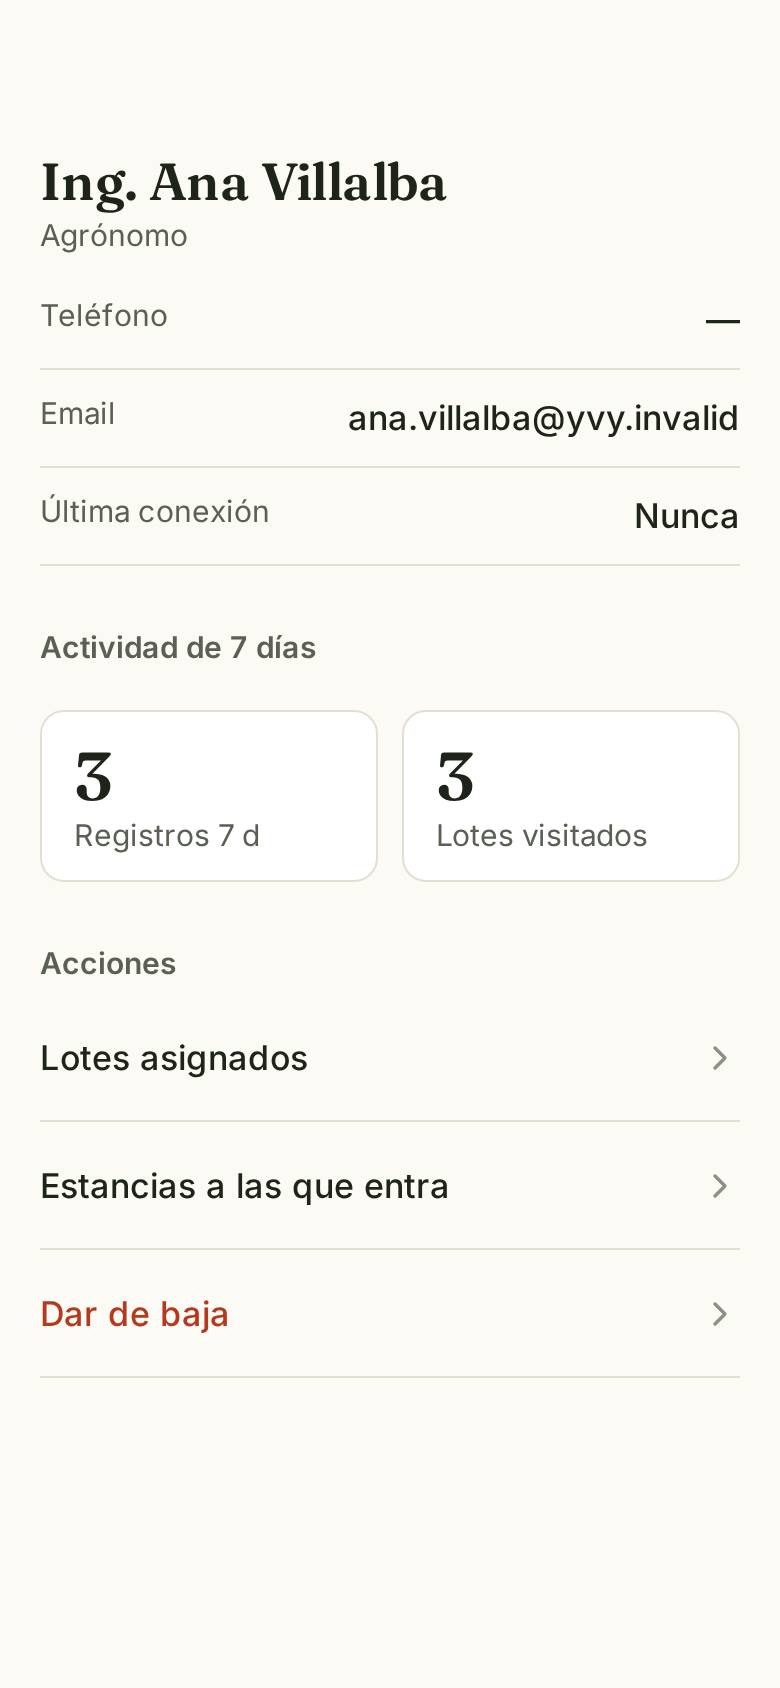 Ing. Ana Villalba
Agrónomo
Teléfono —
Email ana.villalba@yvy.invalid
Última conexión Nunca
Actividad de 7 días
3 3
Registros 7 d Lotes visitados
Acciones
Lotes asignados
Estancias a las que entra
Dar de baja